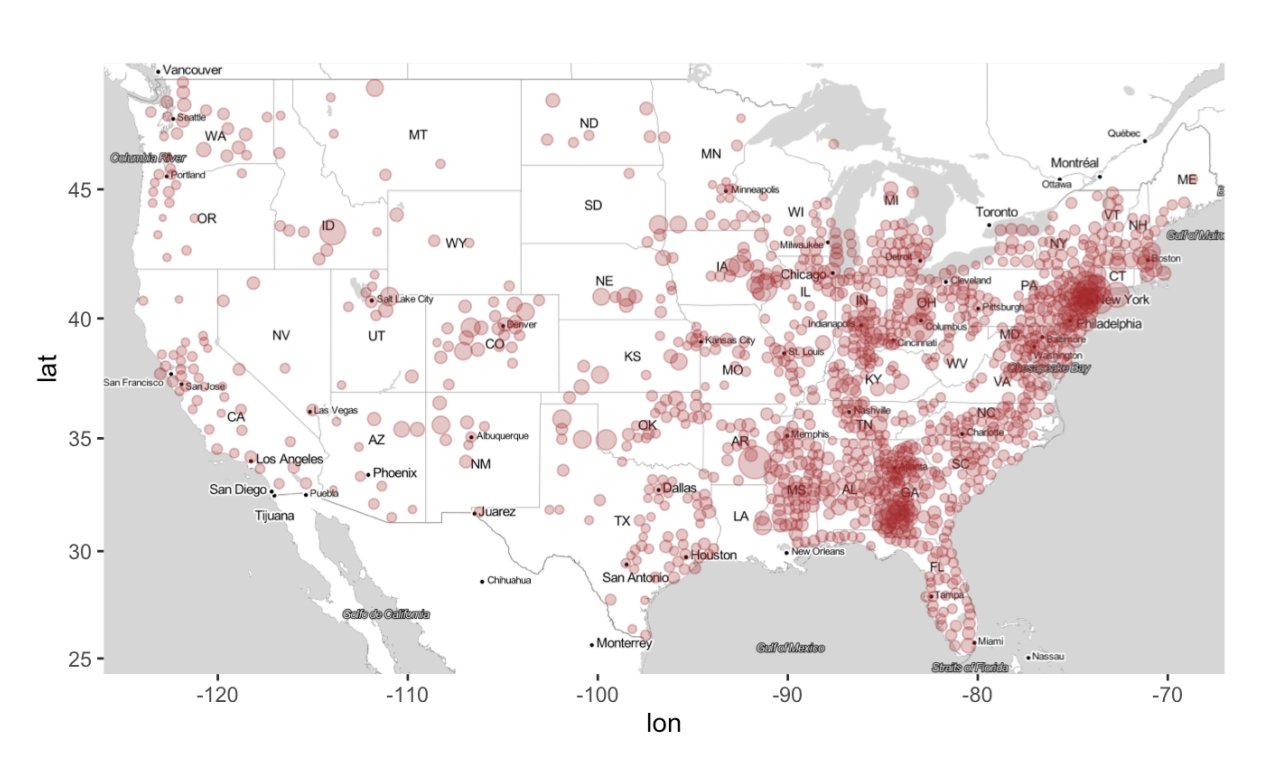 Vancouver
Seattle
WA
MT
ND
MN
Québec
Columbia River
Portland
Montréal
Ottawa
ME
45
Minneapolis
OR
ID
SD
WI
MI
Toronto
VT
NH
WY
Milwaukee
Detroit
NY
Gulf of Maine
Boston
IA
Chicago
Cleveland
CT
NE
IL
PA
Salt Lake City
IN
OH
Pittsburgh
New York
40
NV
UT
Denver
CO
Indianapolis
Columbus
Philadelphia
KS
Kansas City
Cincinnati
MD
Baltimore
St. Louis
Washington
MO
WV
Chesapeake Bay
San Francisco
San Jose
KY
VA
CA
Las Vegas
Nashville
NC
35
AZ
Albuquerque
OK
TN
AR
Memphis
Charlotte
Los Angeles
NM
Atlanta
SC
Phoenix
San Diego
Puebla
Dallas
MS
AL
GA
Tijuana
Juarez
TX
LA
30
Houston
New Orleans
San Antonio
FL
Chihuahua
Tampa
Golfo de California
Monterrey
Gulf of Mexico
Miami
Nassau
25
Straits of Florida
-120
-110
-100
-90
-80
-70
lon
lat